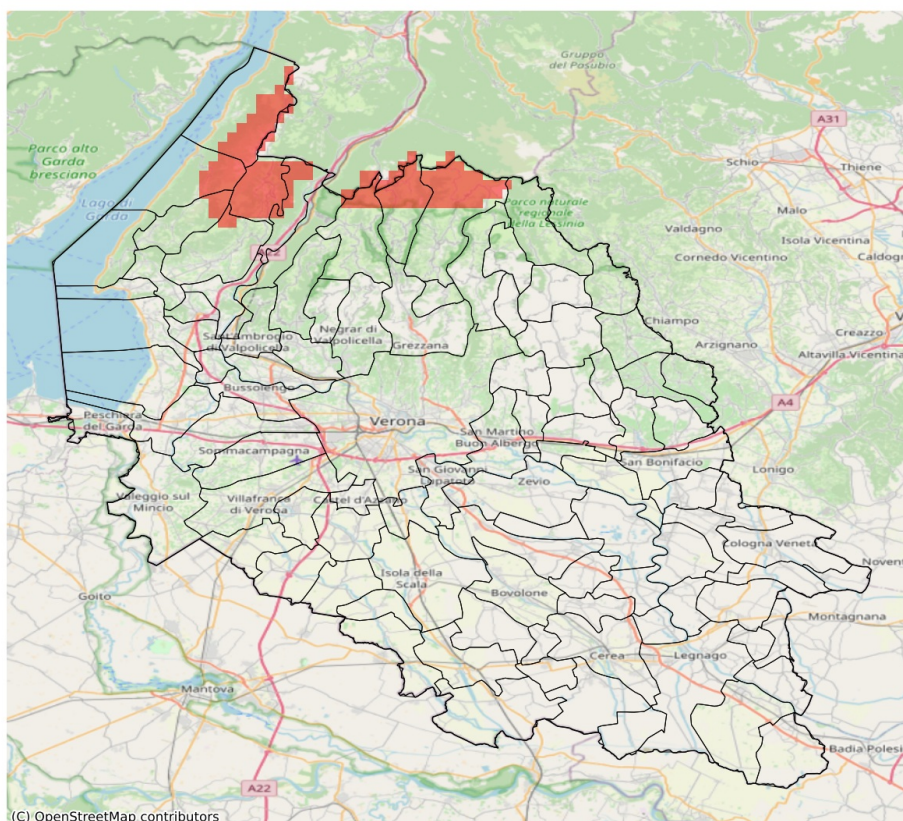 Gruppo
del Posubio
A31
Parco alto
Garda
bresciano
Schio
Thiene
Lago di
Garda
Parco naturale
regionale
della Lessinia
Malo
Valdagno
Isola Vicentina
Cornedo Vicentino
Chiampo
Negrar di
Valpolicella
Sant'Ambrogio
di Valpolicella
Grezzana
Arzignano
Creazzo
Altavilla Vicentina
Bussolengo
A4
Peschiera
del Garda
Verona
San Martino
Buon Albergo
Sommacampagna
San Bonifacio
Lonigo
San Giovanni
Lupatoto
Zevio
Valeggio sul
Mincio
Villafranca
di Verona
Castel d'Azzano
Cologna Veneta
Isola della
Scala
Bovolone
Goito
Montagnana
Cerea
Legnago
Mantova
A22
(C) OpenStreetMap contributors